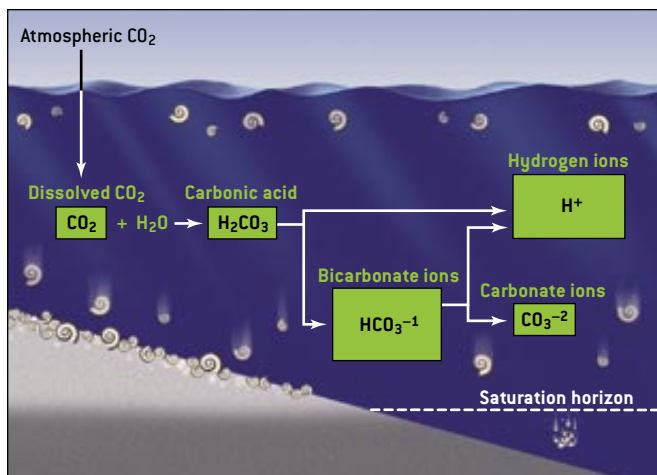 Atmospheric CO₂
Hydrogen ions
H⁺
Dissolved CO₂
CO₂ + H₂O
Carbonic acid
H₂CO₃
Bicarbonate ions
HCO₃⁻¹
Carbonate ions
CO₃⁻²
Saturation horizon